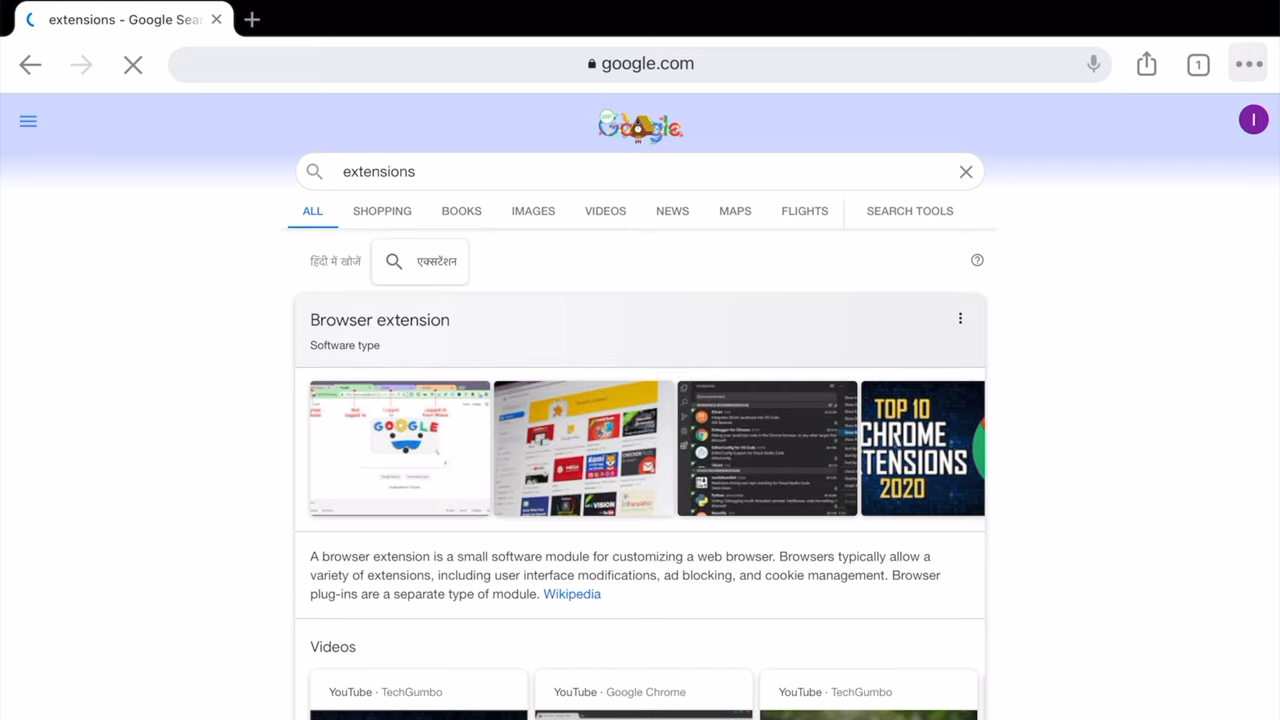 extensions - Google Sear
google.com
1
I
extensions
ALL SHOPPING BOOKS IMAGES VIDEOS NEWS MAPS FLIGHTS SEARCH TOOLS
हिंदी में खोजें एक्सटेंशन
Browser extension
Software type
GOOGLE
TOP 10
CHROME
TENSIONS
2020
A browser extension is a small software module for customizing a web browser. Browsers typically allow a
variety of extensions, including user interface modifications, ad blocking, and cookie management. Browser
plug-ins are a separate type of module. Wikipedia
Videos
YouTube · TechGumbo
YouTube · Google Chrome
YouTube · TechGumbo